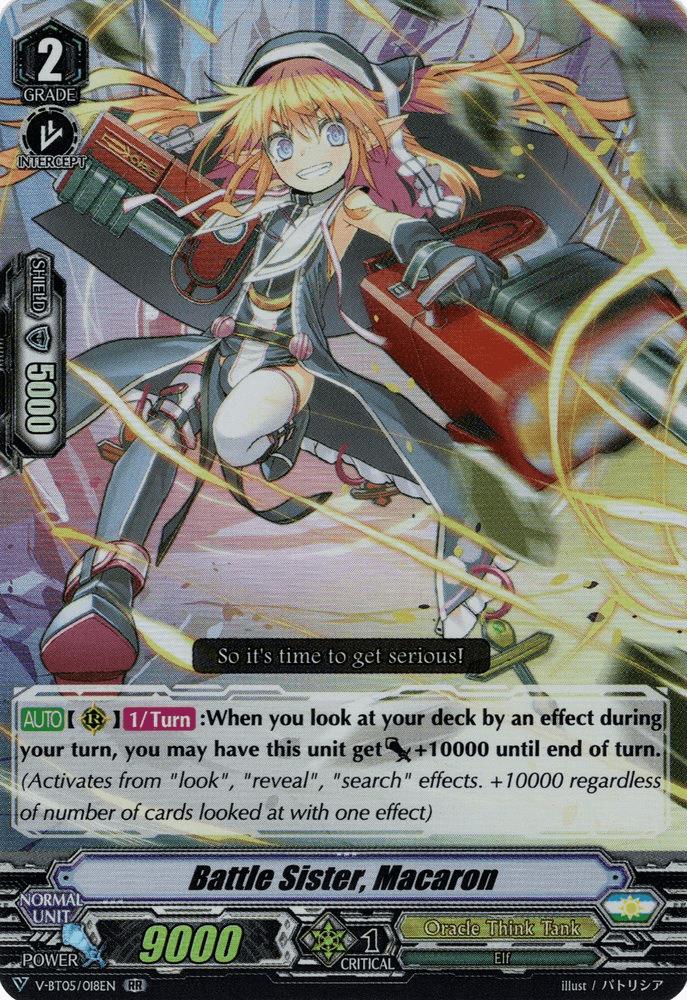 2
GRADE
INTERCEPT
SHIELD
5000
So it's time to get serious!
AUTO【 R 】1/Turn :When you look at your deck by an effect during
your turn, you may have this unit get +10000 until end of turn.
(Activates from "look", "reveal", "search" effects. +10000 regardless
of number of cards looked at with one effect)
Battle Sister, Macaron
NORMAL
UNIT
POWER
9000
1
CRITICAL
Oracle Think Tank
Elf
V-BT05/018EN RR
illust / パトリシア